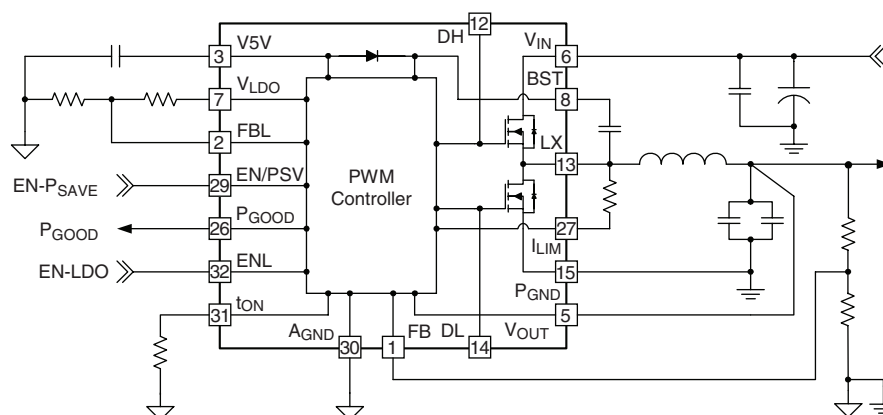 12
DH
V5V
3
VIN
6
BST
VLDO
7
8
FBL
2
LX
13
EN-PSAVE
EN/PSV
29
PWM
Controller
PGOOD
PGOOD
26
27
ILIM
EN-LDO
ENL
32
15
PGND
tON
31
5
AGND
FB
DL
VOUT
30
1
14